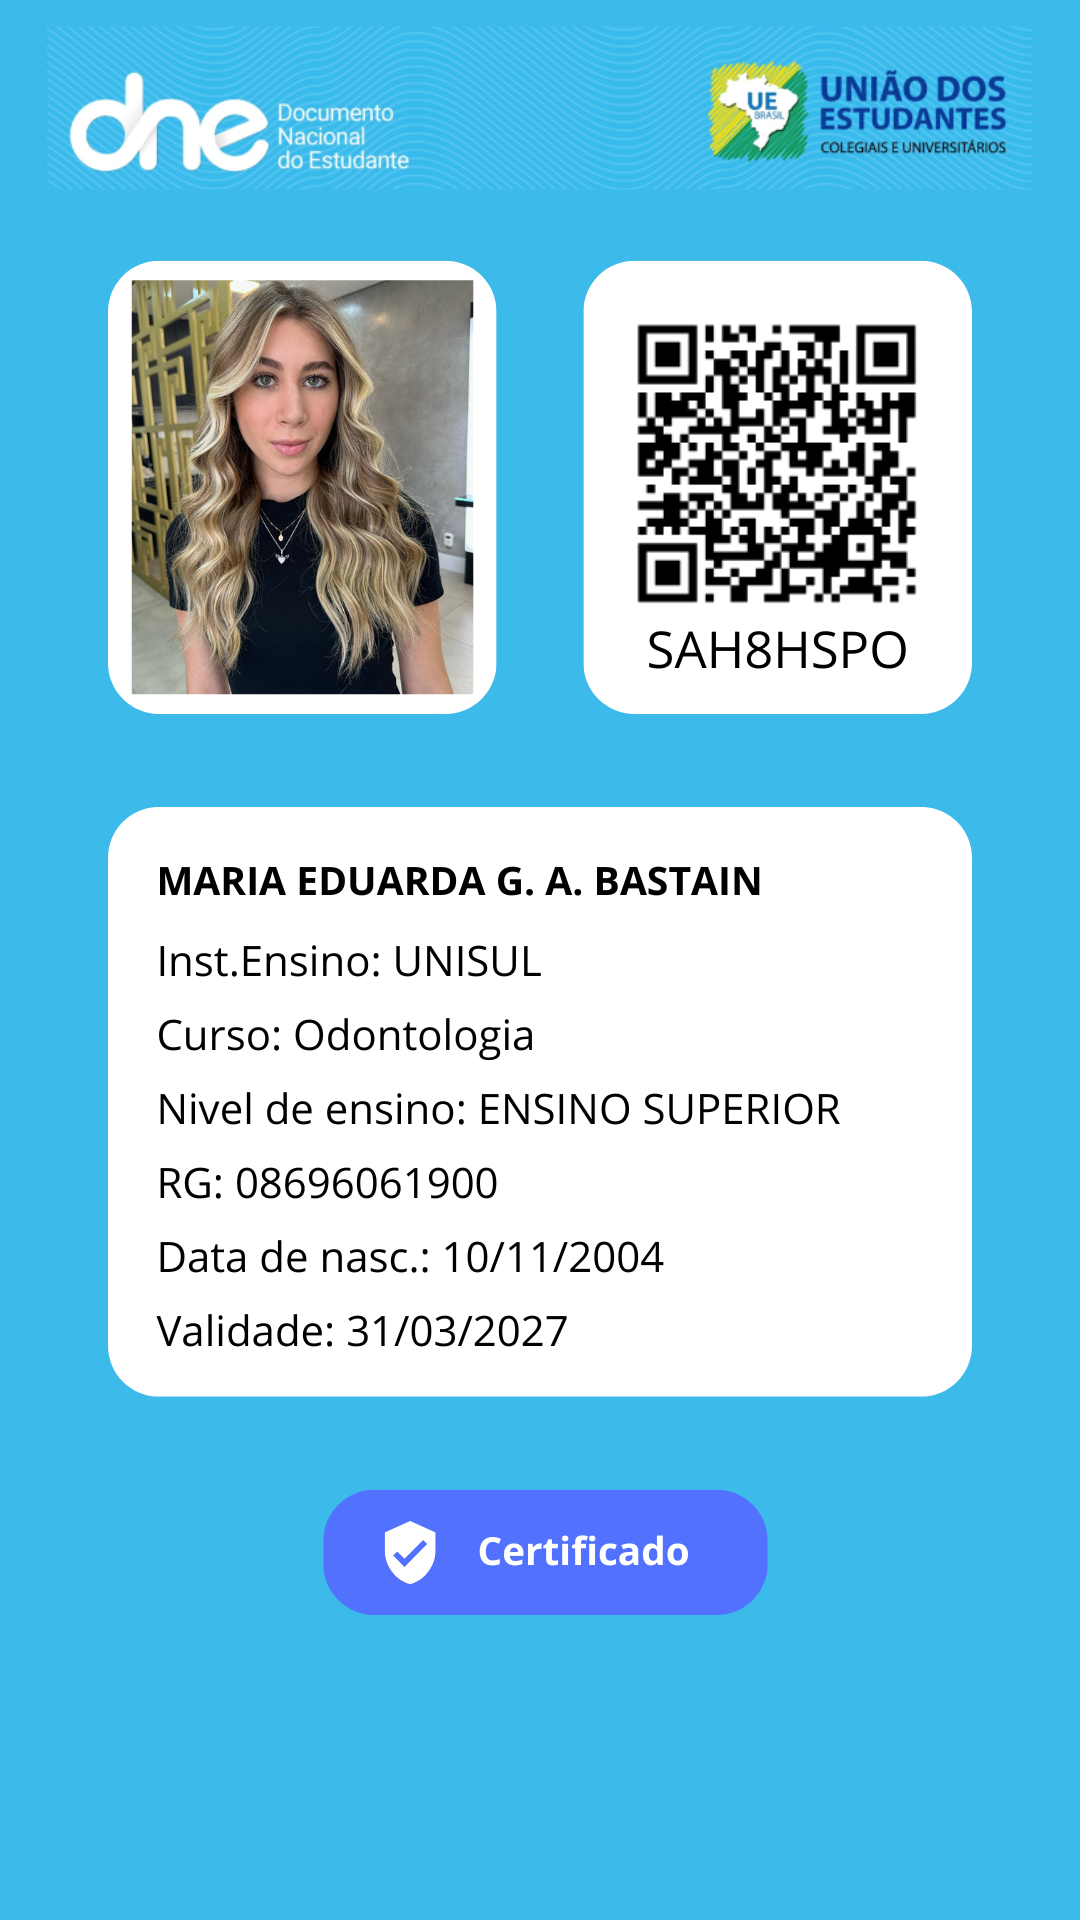 dne
Documento
Nacional
do Estudante
UE
BRASIL
UNIÃO DOS
ESTUDANTES
COLEGIAIS E UNIVERSITÁRIOS
SAH8HSPO
MARIA EDUARDA G. A. BASTAIN
Inst.Ensino: UNISUL
Curso: Odontologia
Nivel de ensino: ENSINO SUPERIOR
RG: 08696061900
Data de nasc.: 10/11/2004
Validade: 31/03/2027
Certificado